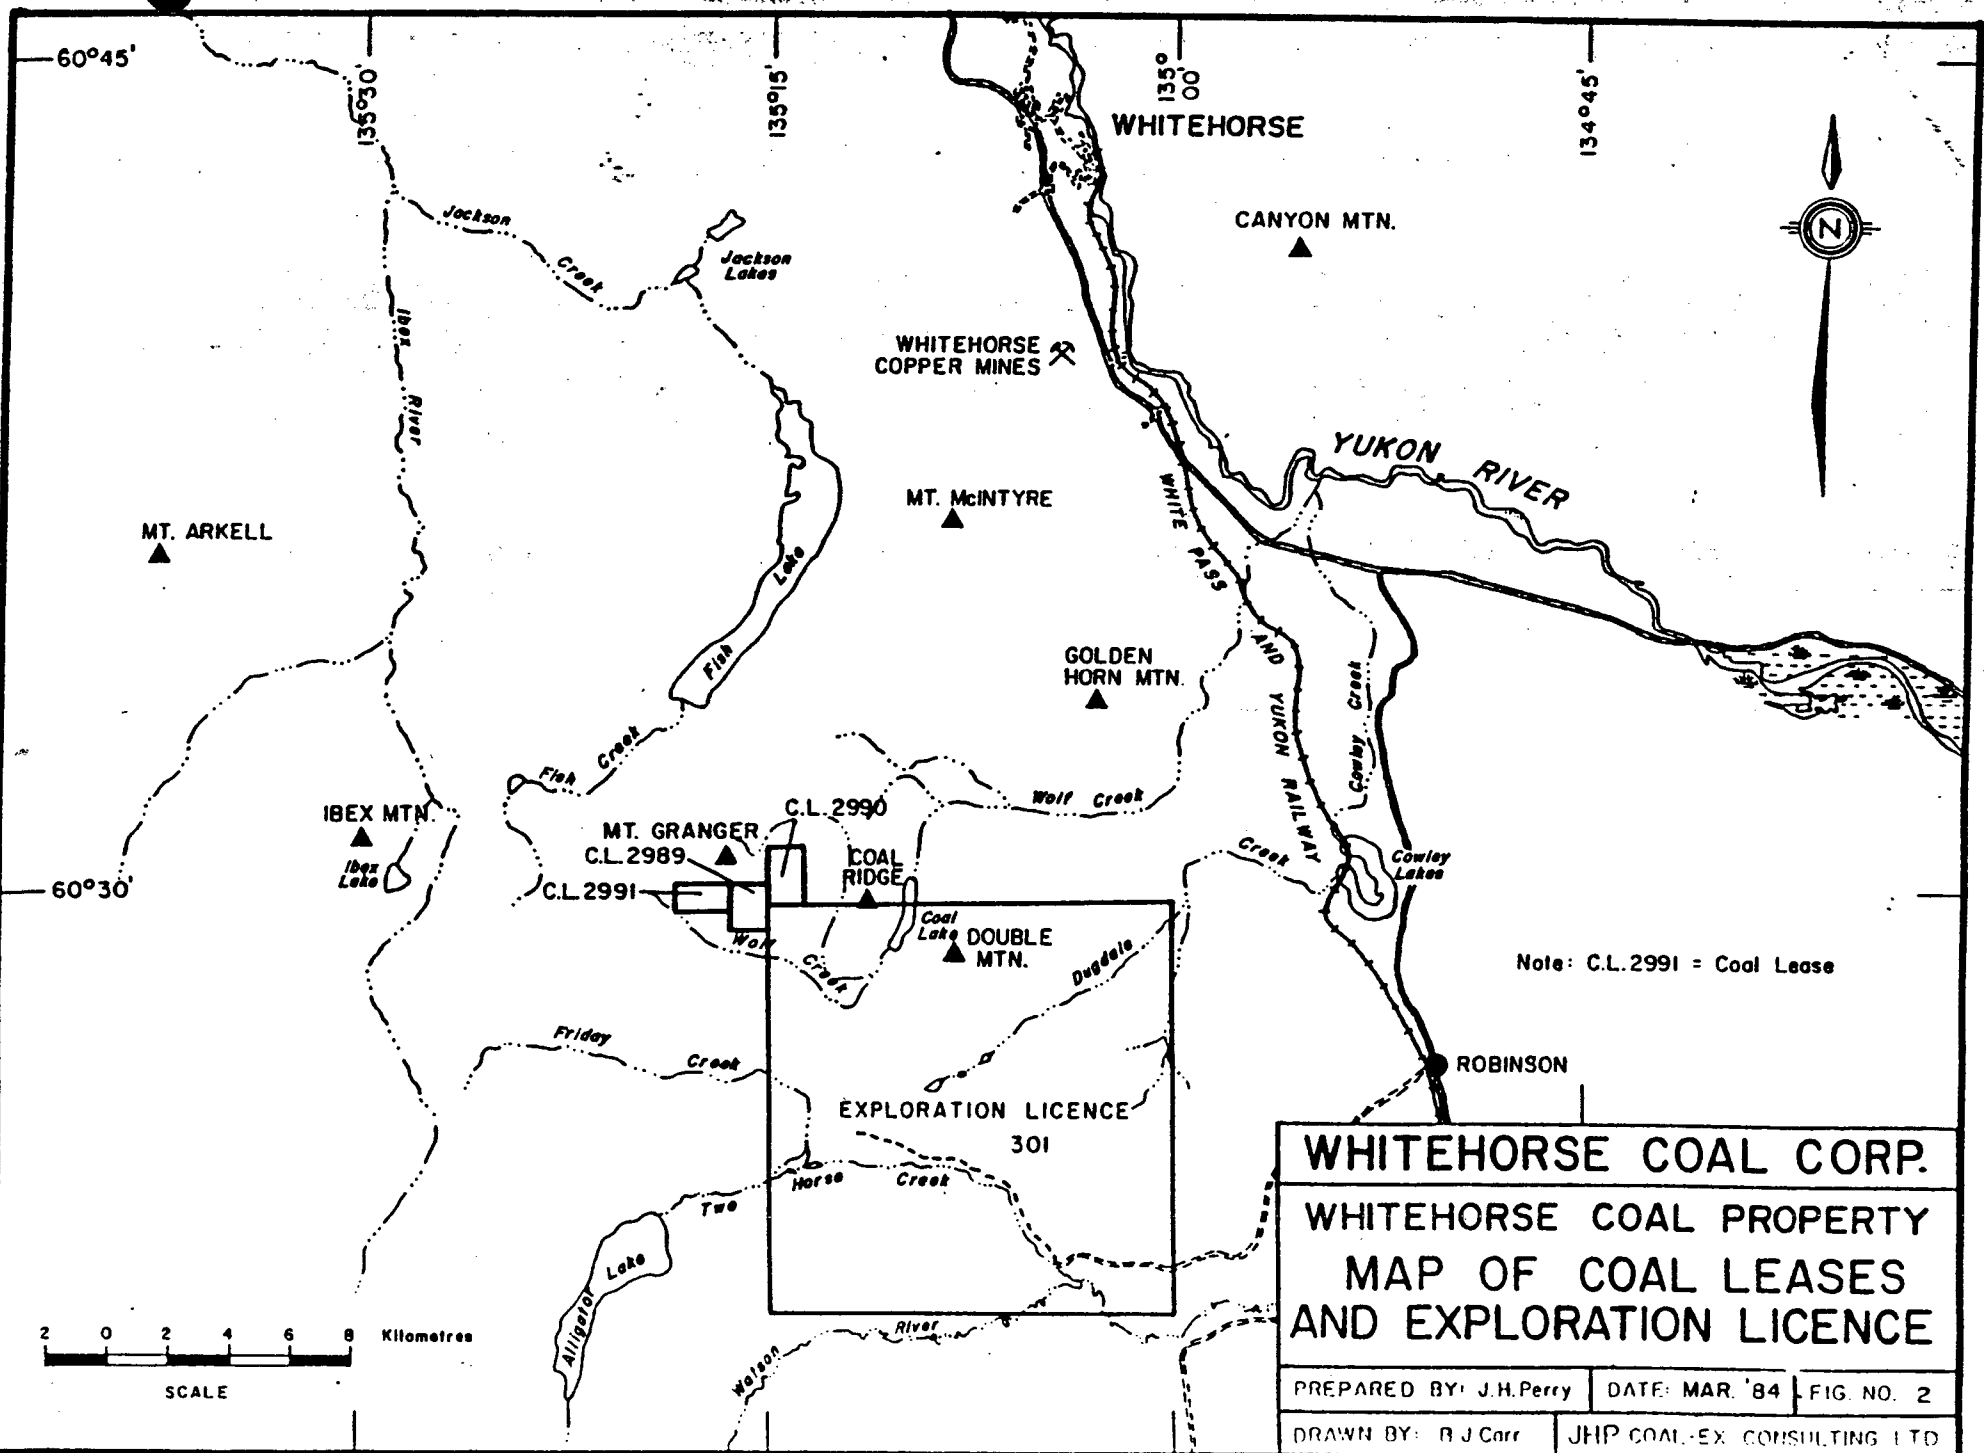 60°45'
135°30'
135°15'
135°
00'
134°45'
WHITEHORSE
Jackson
Creek
Jackson
Lakes
CANYON MTN.
N
Ibex
River
WHITEHORSE
COPPER MINES
YUKON RIVER
MT. McINTYRE
MT. ARKELL
WHITE PASS AND YUKON RAILWAY
Fish Lake
GOLDEN
HORN MTN.
Cowley Creek
Fish Creek
Wolf Creek
IBEX MTN.
Ibex
Lake
C.L.2990
MT. GRANGER
C.L.2989
COAL
RIDGE
C.L.2991
60°30'
Creek
Cowley
Lakes
Coal
Lake
DOUBLE
MTN.
Wolf
Creek
Dugdale
Note: C.L.2991 = Coal Lease
Friday
Creek
ROBINSON
EXPLORATION LICENCE
301
Two Horse Creek
Alligator Lake
Watson River
2 0 2 4 6 8 Kilometres
SCALE
WHITEHORSE COAL CORP.
WHITEHORSE COAL PROPERTY
MAP OF COAL LEASES
AND EXPLORATION LICENCE
PREPARED BY: J.H.Perry DATE: MAR. '84 FIG. NO. 2
DRAWN BY: B J Carr JHP COAL-EX CONSULTING LTD